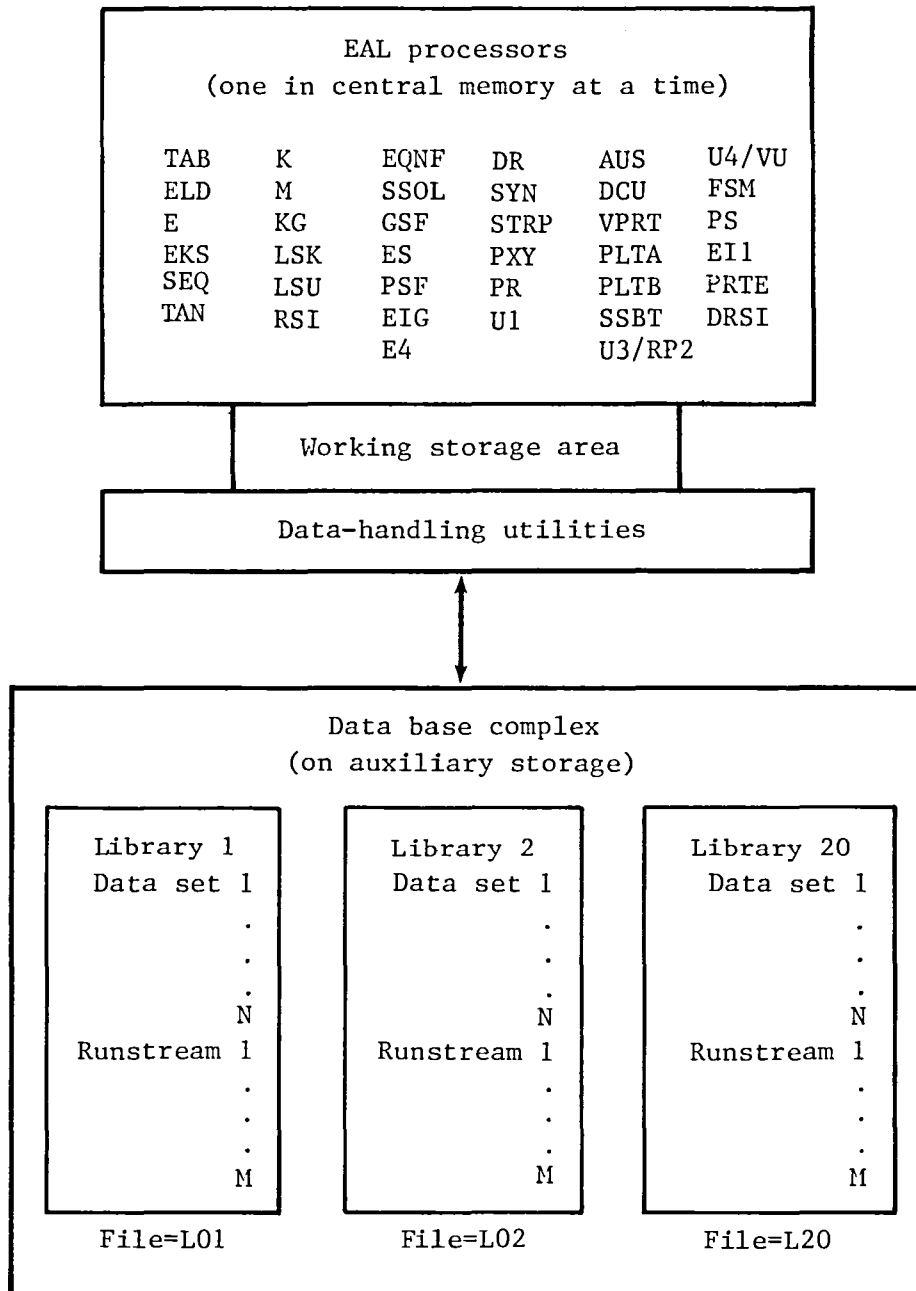 EAL processors
(one in central memory at a time)
TAB K EQNF DR AUS U4/VU
ELD M SSOL SYN DCU FSM
E KG GSF STRP VPRT PS
EKS LSK ES PXY PLTA EI1
SEQ LSU PSF PR PLTB PRTE
TAN RSI EIG U1 SSBT DRSI
E4 U3/RP2
Working storage area
Data-handling utilities
Data base complex
(on auxiliary storage)
Library 1 Library 2 Library 20
Data set 1 Data set 1 Data set 1
. . .
. . .
. . .
N N N
Runstream 1 Runstream 1 Runstream 1
. . .
. . .
. . .
M M M
File=L01 File=L02 File=L20